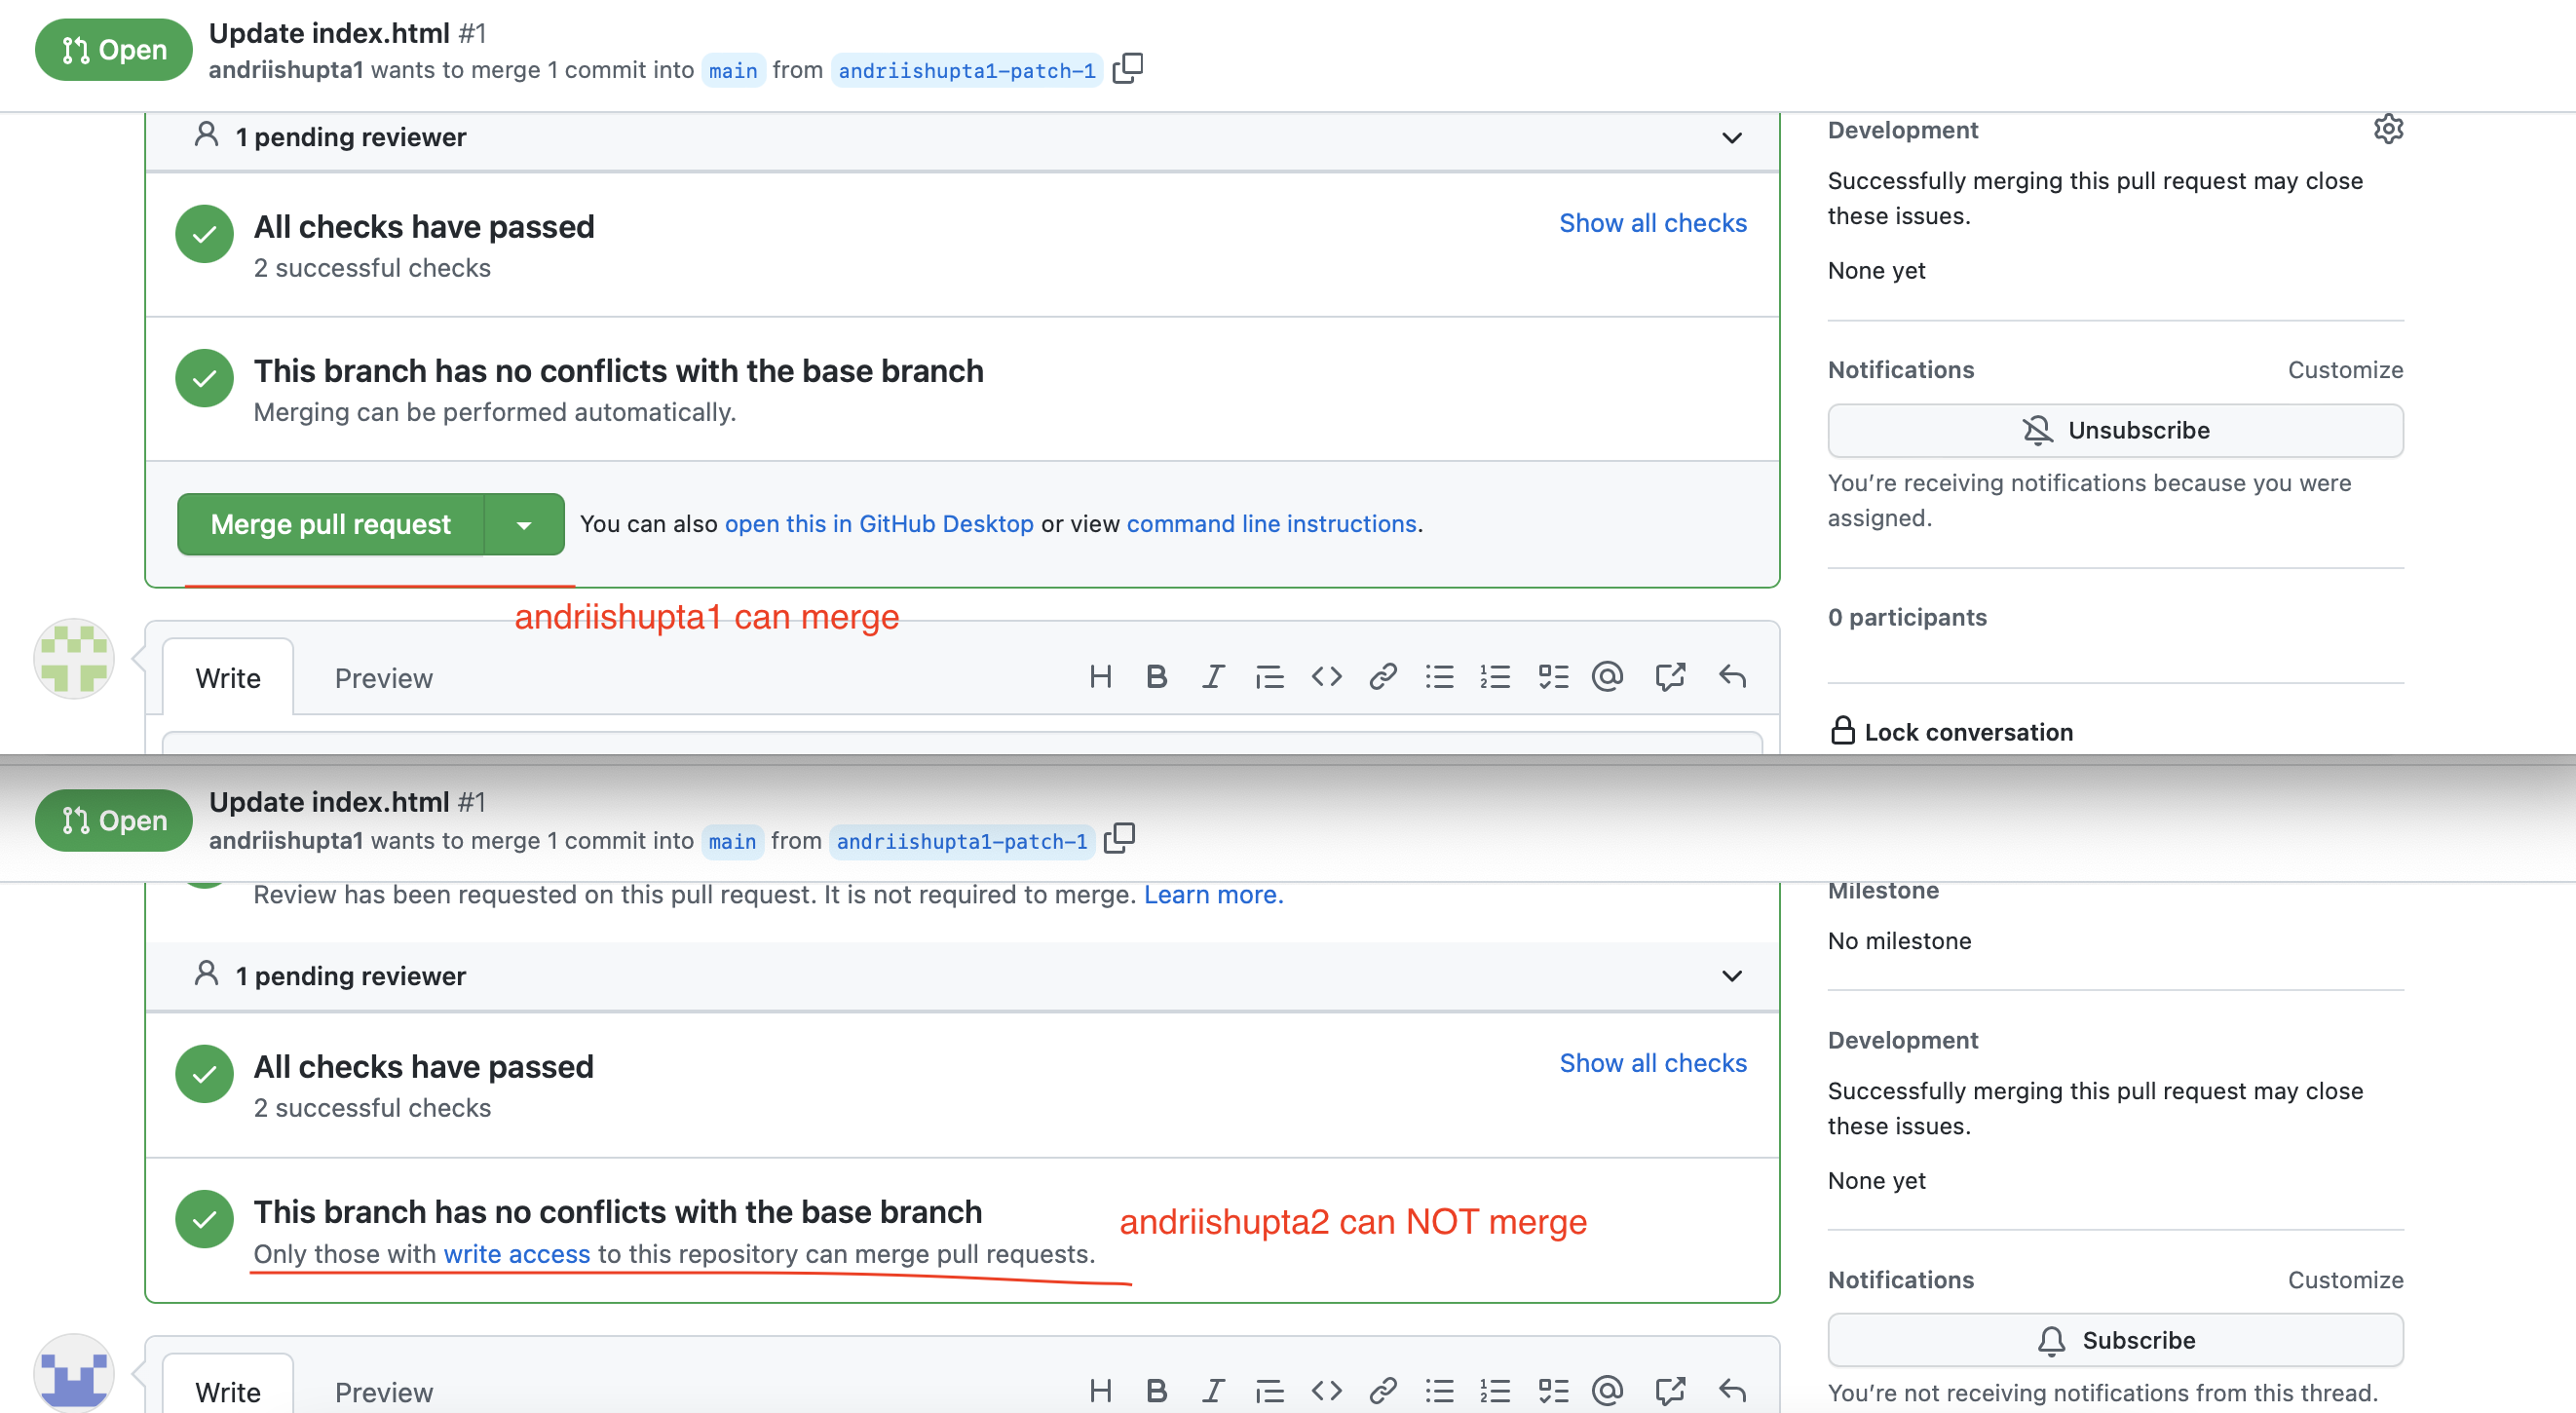 Open
Update index.html #1
andriishupta1 wants to merge 1 commit into main from andriishupta1-patch-1
1 pending reviewer
All checks have passed
2 successful checks
Show all checks
This branch has no conflicts with the base branch
Merging can be performed automatically.
Merge pull request
You can also open this in GitHub Desktop or view command line instructions.
andriishupta1 can merge
Write
Preview
Development
Successfully merging this pull request may close
these issues.
None yet
Notifications
Customize
Unsubscribe
You’re receiving notifications because you were
assigned.
0 participants
Lock conversation
Open
Update index.html #1
andriishupta1 wants to merge 1 commit into main from andriishupta1-patch-1
Review has been requested on this pull request. It is not required to merge. Learn more.
1 pending reviewer
All checks have passed
2 successful checks
Show all checks
This branch has no conflicts with the base branch
Only those with write access to this repository can merge pull requests.
andriishupta2 can NOT merge
Write
Preview
Milestone
No milestone
Development
Successfully merging this pull request may close
these issues.
None yet
Notifications
Customize
Subscribe
You’re not receiving notifications from this thread.